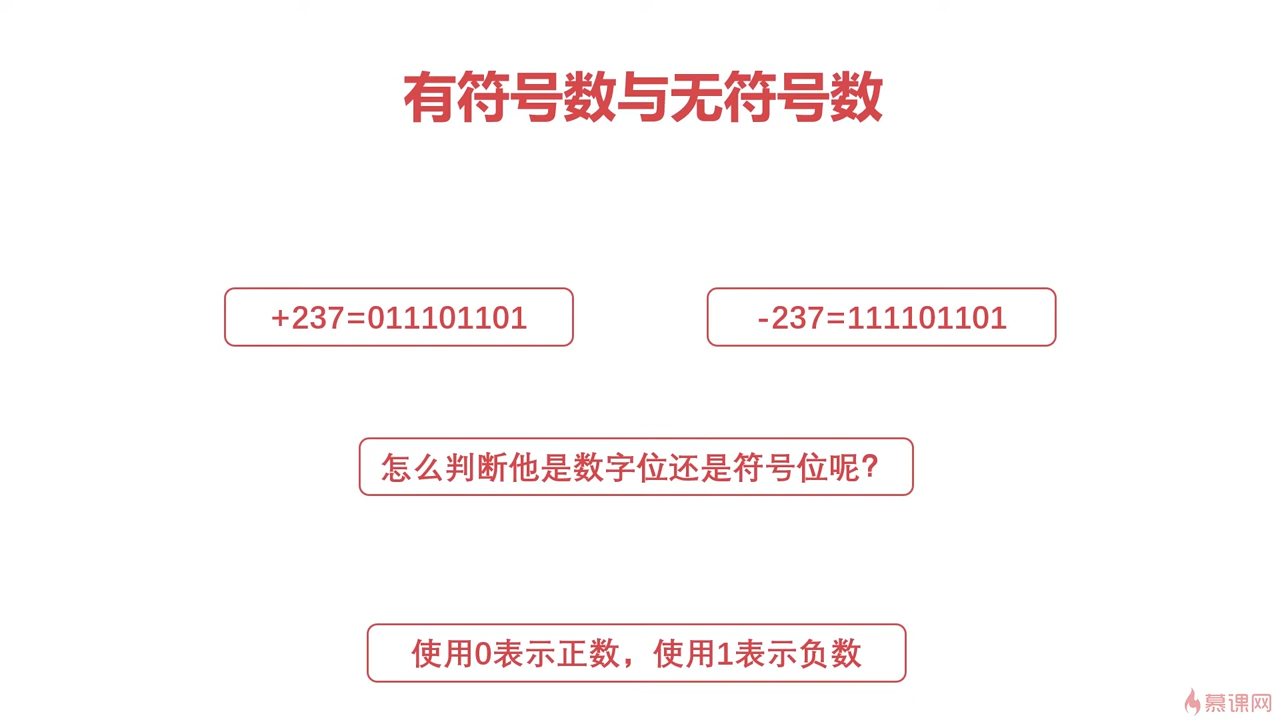 有符号数与无符号数
+237=011101101
-237=111101101
怎么判断他是数字位还是符号位呢？
使用0表示正数，使用1表示负数
慕课网